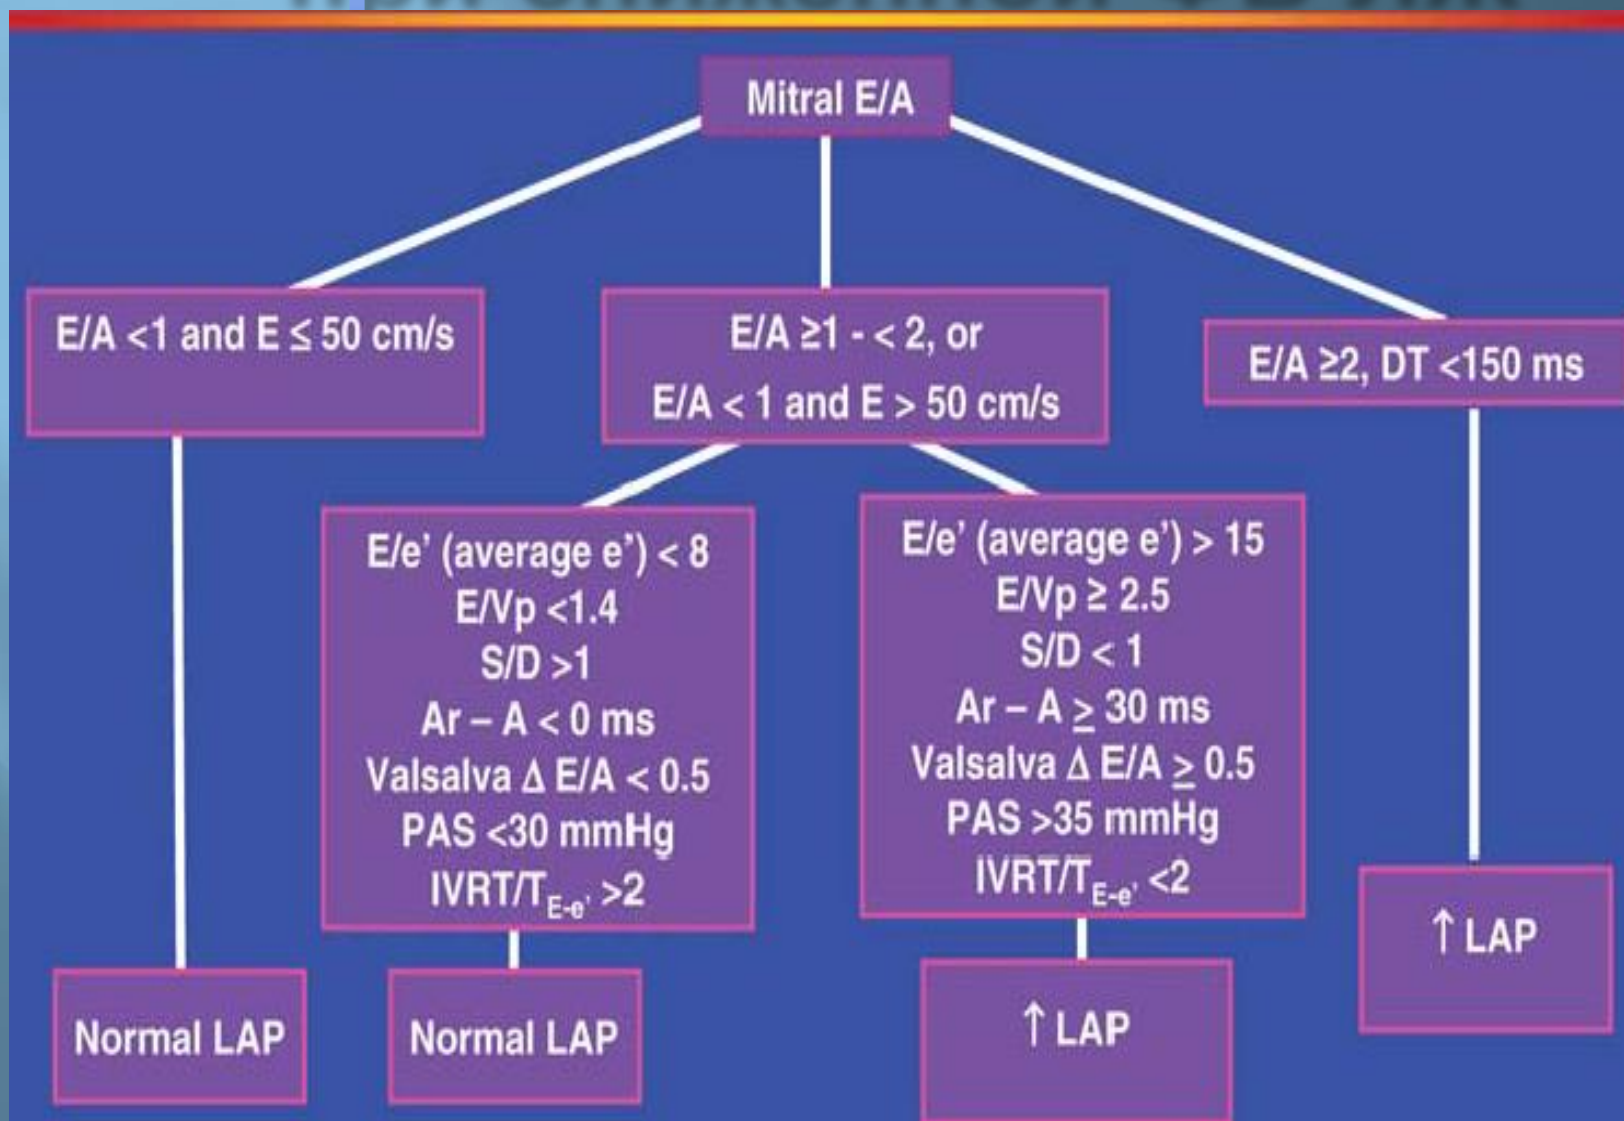 Mitral E/A
E/A <1 and E ≤ 50 cm/s
E/A ≥1 - < 2, or
E/A < 1 and E > 50 cm/s
E/A ≥2, DT <150 ms
E/e' (average e') < 8
E/Vp <1.4
S/D >1
Ar – A < 0 ms
Valsalva Δ E/A < 0.5
PAS <30 mmHg
IVRT/T E-e' >2
E/e' (average e') > 15
E/Vp ≥ 2.5
S/D < 1
Ar – A ≥ 30 ms
Valsalva Δ E/A ≥ 0.5
PAS >35 mmHg
IVRT/T E-e' <2
Normal LAP
Normal LAP
↑ LAP
↑ LAP